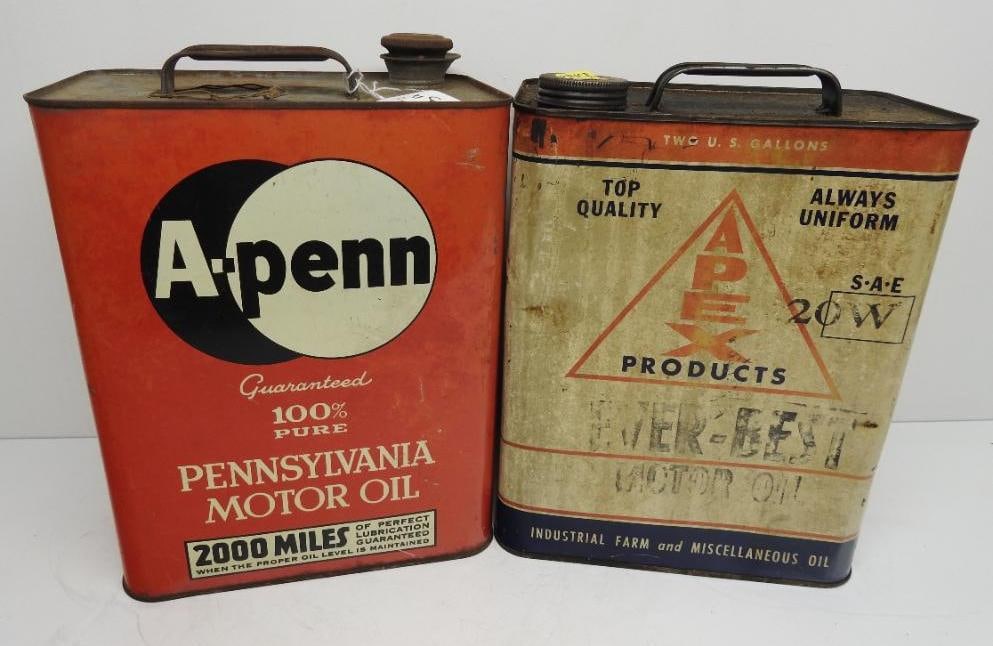 A-penn
Guaranteed
100%
PURE
PENNSYLVANIA
MOTOR OIL
2000 MILES
OF PERFECT
LUBRICATION
GUARANTEED
WHEN THE PROPER OIL LEVEL IS MAINTAINED
TWO U. S. GALLONS
TOP
QUALITY
ALWAYS
UNIFORM
APEX
PRODUCTS
S·A·E
20W
EVER-BEST
MOTOR OIL
INDUSTRIAL FARM and MISCELLANEOUS OIL